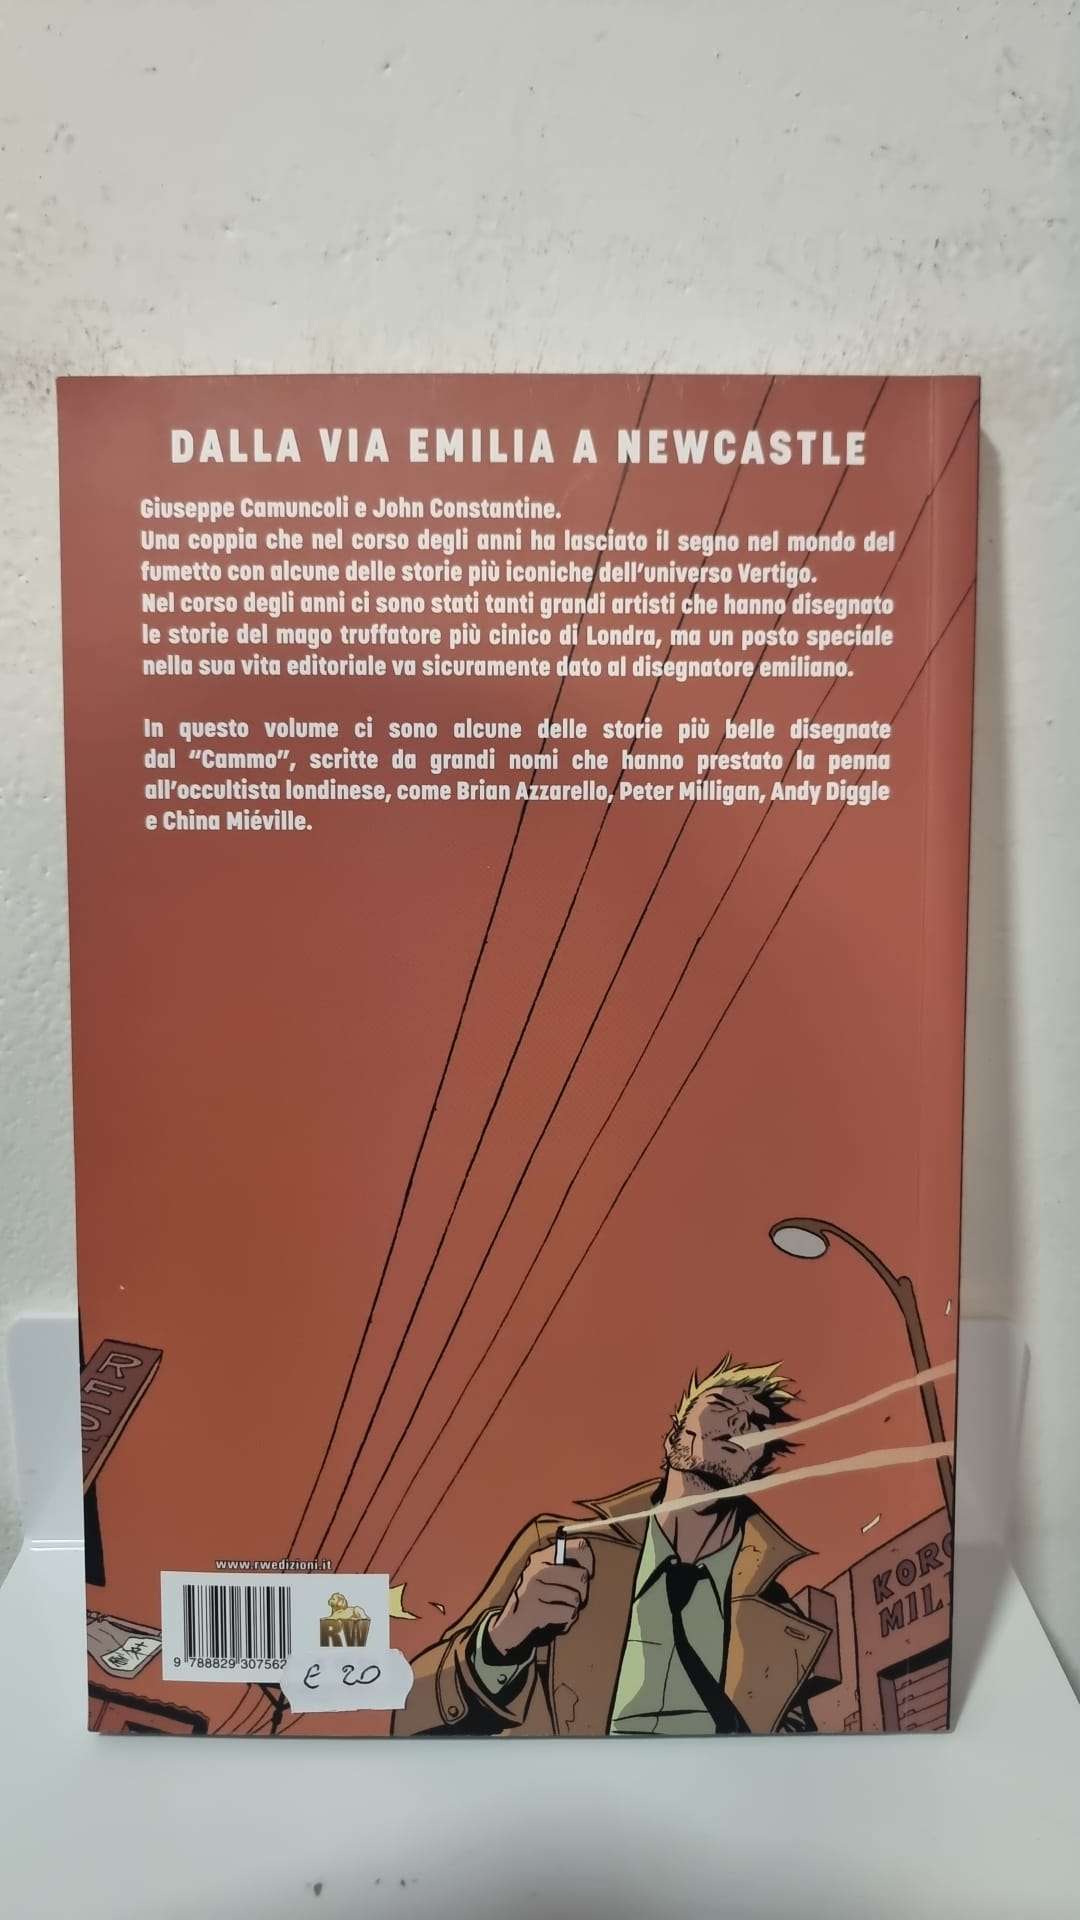 DALLA VIA EMILIA A NEWCASTLE
Giuseppe Camuncoli e John Constantine.
Una coppia che nel corso degli anni ha lasciato il segno nel mondo del
fumetto con alcune delle storie più iconiche dell'universo Vertigo.
Nel corso degli anni ci sono stati tanti grandi artisti che hanno disegnato
le storie del mago truffatore più cinico di Londra, ma un posto speciale
nella sua vita editoriale va sicuramente dato al disegnatore emiliano.
In questo volume ci sono alcune delle storie più belle disegnate
dal “Cammo”, scritte da grandi nomi che hanno prestato la penna
all'occultista londinese, come Brian Azzarello, Peter Milligan, Andy Diggle
e China Miéville.
KORO
MIL
www.rwedizioni.it
RW
9 788829 307562
€ 20